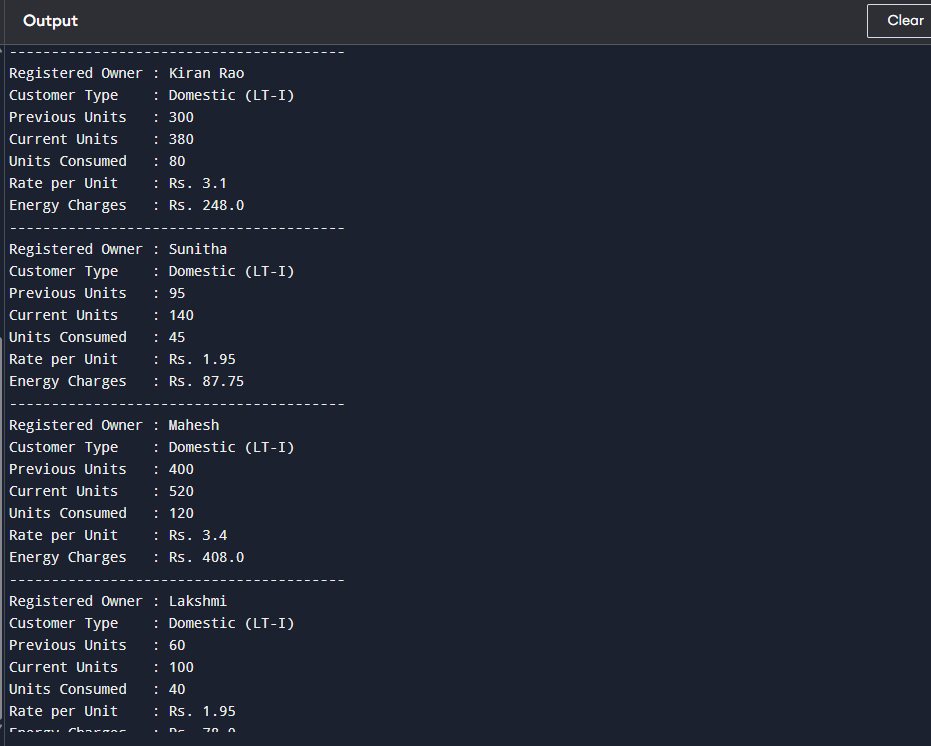 Output
Clear
----------------------------------------
Registered Owner : Kiran Rao
Customer Type    : Domestic (LT-I)
Previous Units   : 300
Current Units    : 380
Units Consumed   : 80
Rate per Unit    : Rs. 3.1
Energy Charges   : Rs. 248.0
----------------------------------------
Registered Owner : Sunitha
Customer Type    : Domestic (LT-I)
Previous Units   : 95
Current Units    : 140
Units Consumed   : 45
Rate per Unit    : Rs. 1.95
Energy Charges   : Rs. 87.75
----------------------------------------
Registered Owner : Mahesh
Customer Type    : Domestic (LT-I)
Previous Units   : 400
Current Units    : 520
Units Consumed   : 120
Rate per Unit    : Rs. 3.4
Energy Charges   : Rs. 408.0
----------------------------------------
Registered Owner : Lakshmi
Customer Type    : Domestic (LT-I)
Previous Units   : 60
Current Units    : 100
Units Consumed   : 40
Rate per Unit    : Rs. 1.95
Energy Charges   : Rs. 78.0